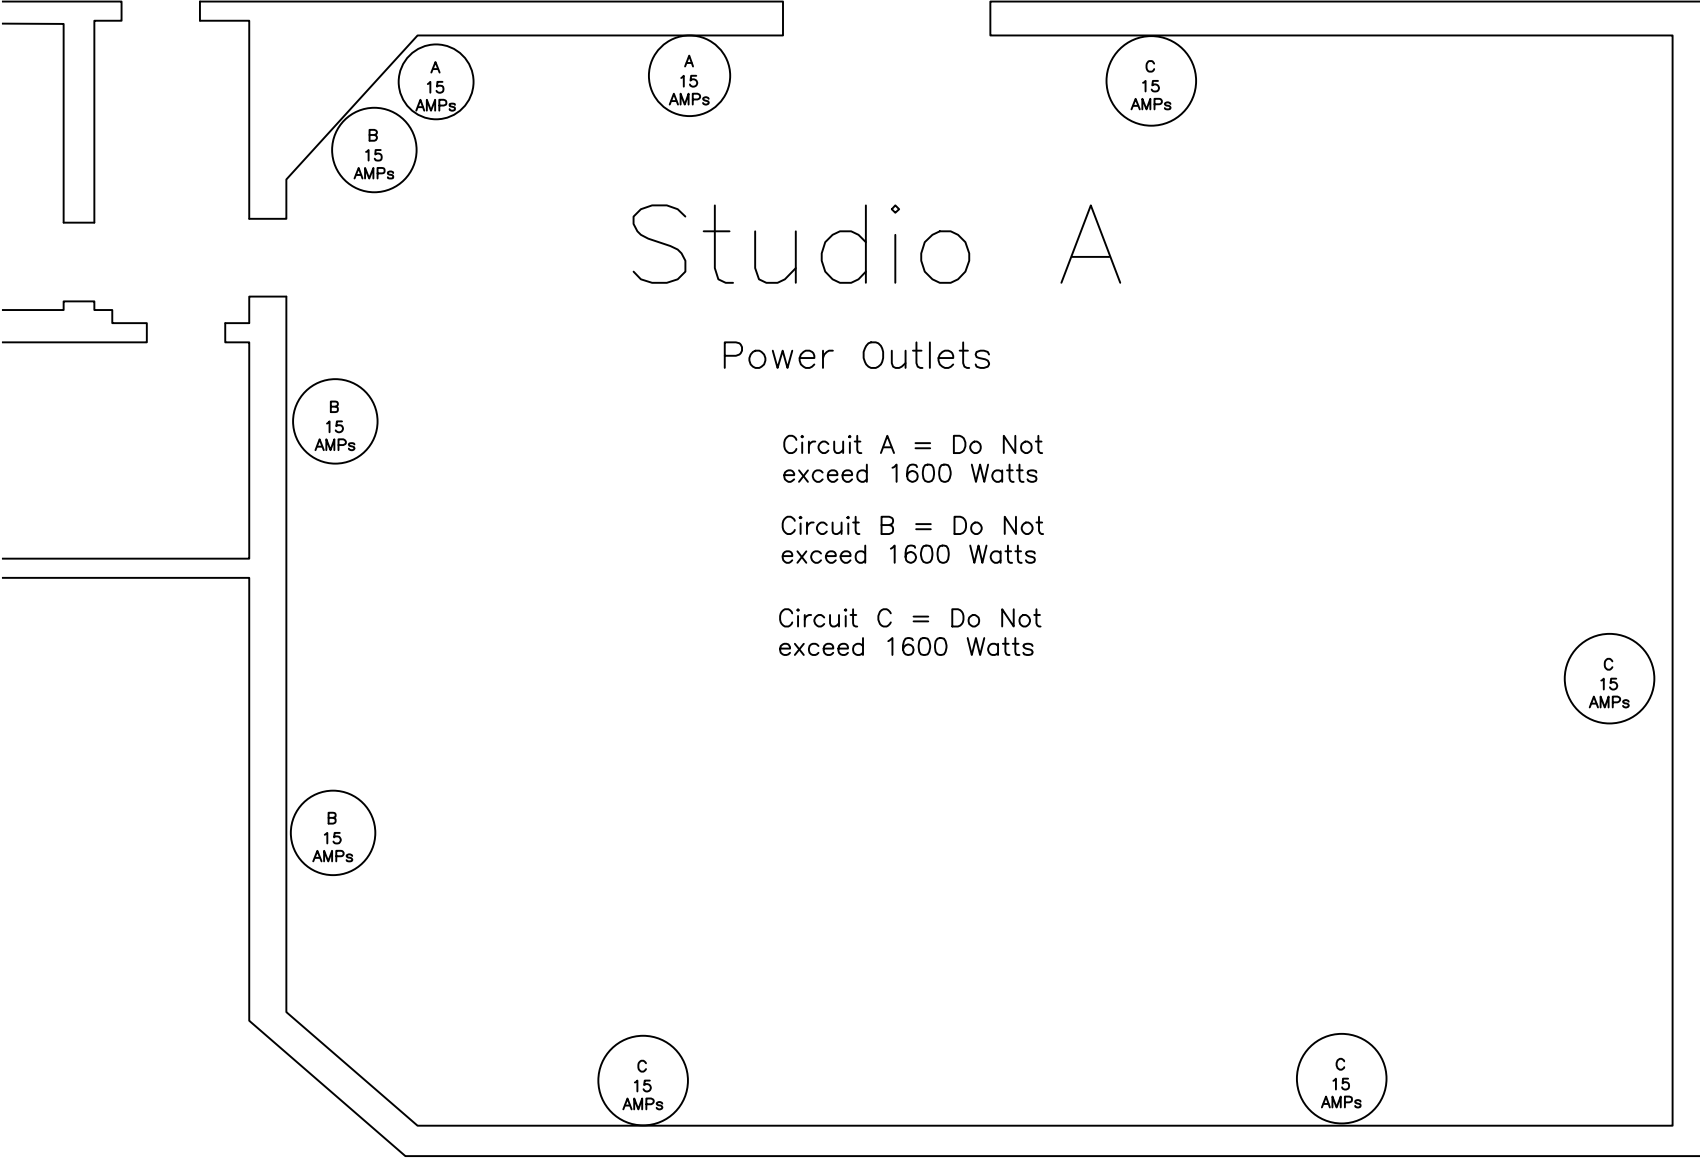 A
15
AMPs
A
15
AMPs
C
15
AMPs
B
15
AMPs
Studio A
Power Outlets
B
15
AMPs
Circuit A = Do Not
exceed 1600 Watts
Circuit B = Do Not
exceed 1600 Watts
Circuit C = Do Not
exceed 1600 Watts
C
15
AMPs
B
15
AMPs
C
15
AMPs
C
15
AMPs